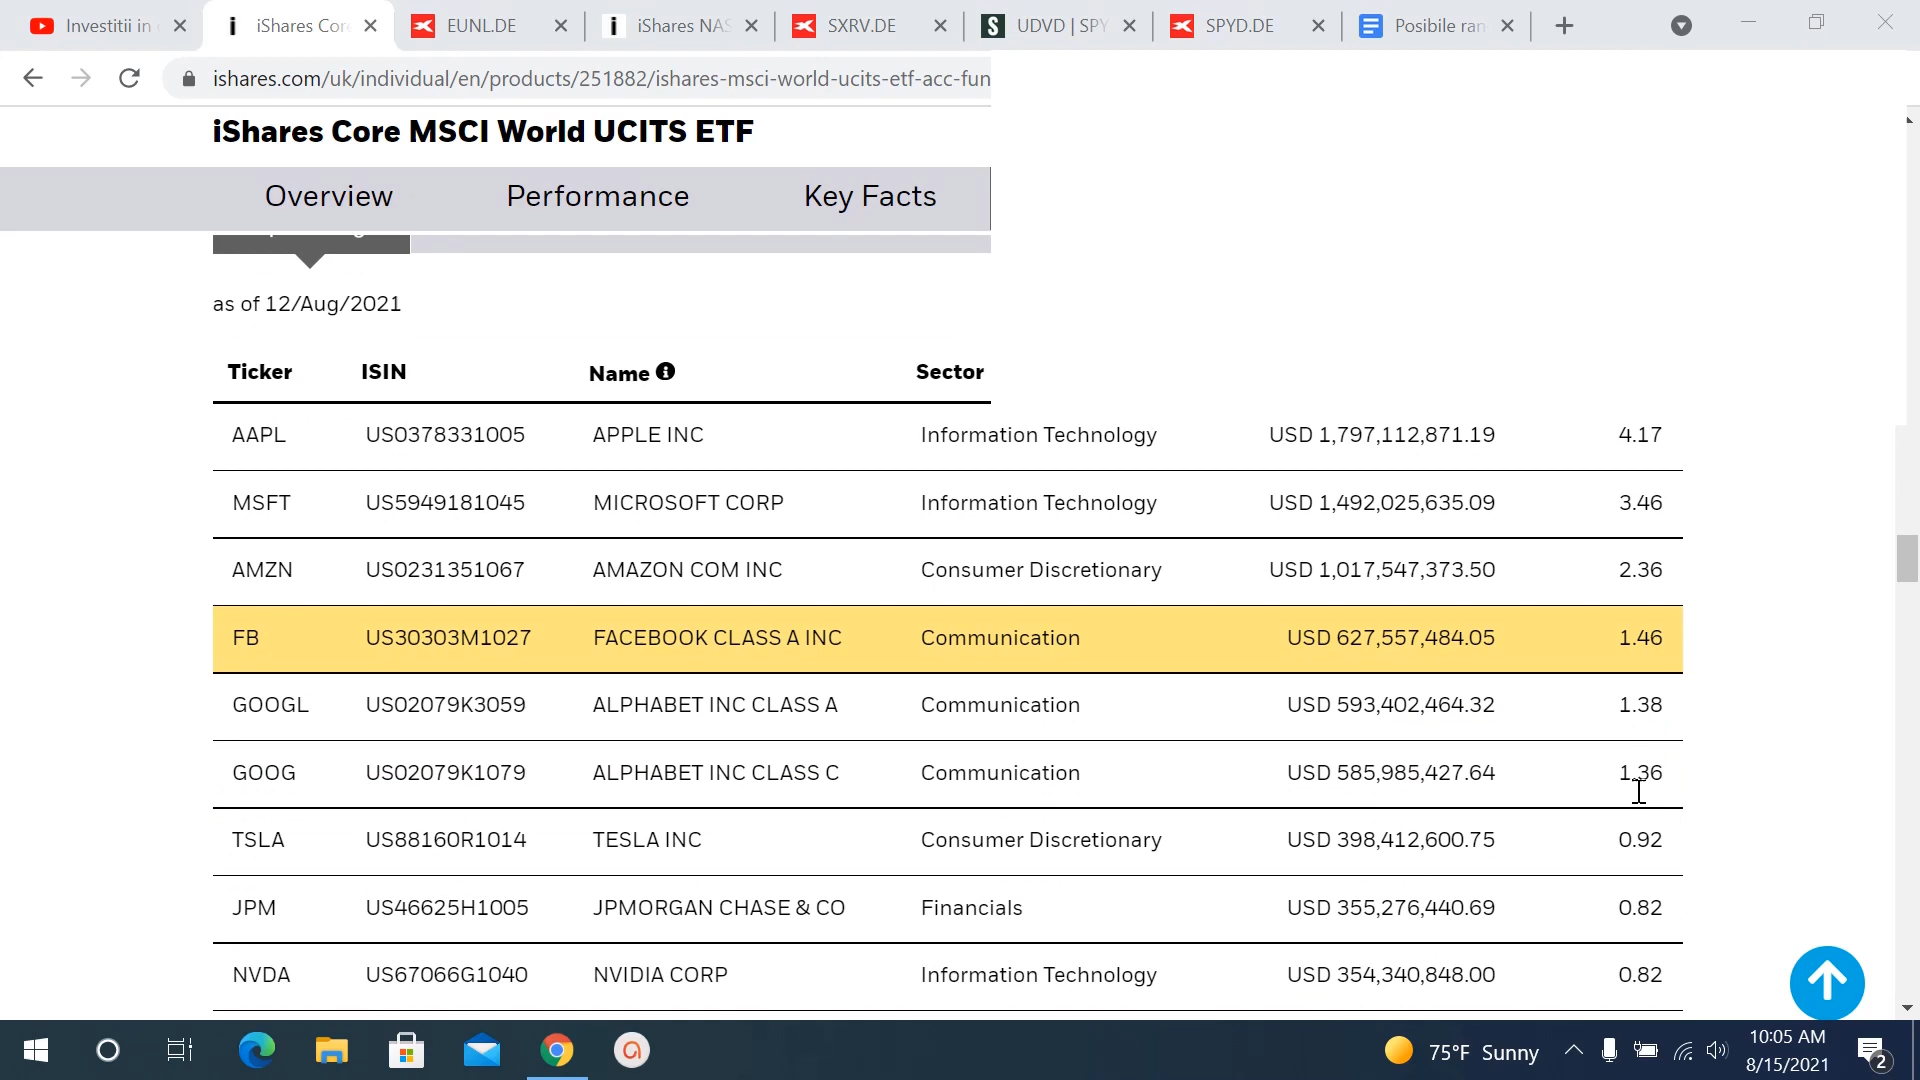 Investitii in
iShares Cor
EUNL.DE
iShares NAS
SXRV.DE
UDVD | SPY
SPYD.DE
Posibile ran
ishares.com/uk/individual/en/products/251882/ishares-msci-world-ucits-etf-acc-fun
iShares Core MSCI World UCITS ETF
Overview Performance Key Facts
as of 12/Aug/2021
Ticker ISIN Name Sector
AAPL US0378331005 APPLE INC Information Technology USD 1,797,112,871.19 4.17
MSFT US5949181045 MICROSOFT CORP Information Technology USD 1,492,025,635.09 3.46
AMZN US0231351067 AMAZON COM INC Consumer Discretionary USD 1,017,547,373.50 2.36
FB US30303M1027 FACEBOOK CLASS A INC Communication USD 627,557,484.05 1.46
GOOGL US02079K3059 ALPHABET INC CLASS A Communication USD 593,402,464.32 1.38
GOOG US02079K1079 ALPHABET INC CLASS C Communication USD 585,985,427.64 1.36
TSLA US88160R1014 TESLA INC Consumer Discretionary USD 398,412,600.75 0.92
JPM US46625H1005 JPMORGAN CHASE & CO Financials USD 355,276,440.69 0.82
NVDA US67066G1040 NVIDIA CORP Information Technology USD 354,340,848.00 0.82
75°F Sunny
10:05 AM
8/15/2021
2